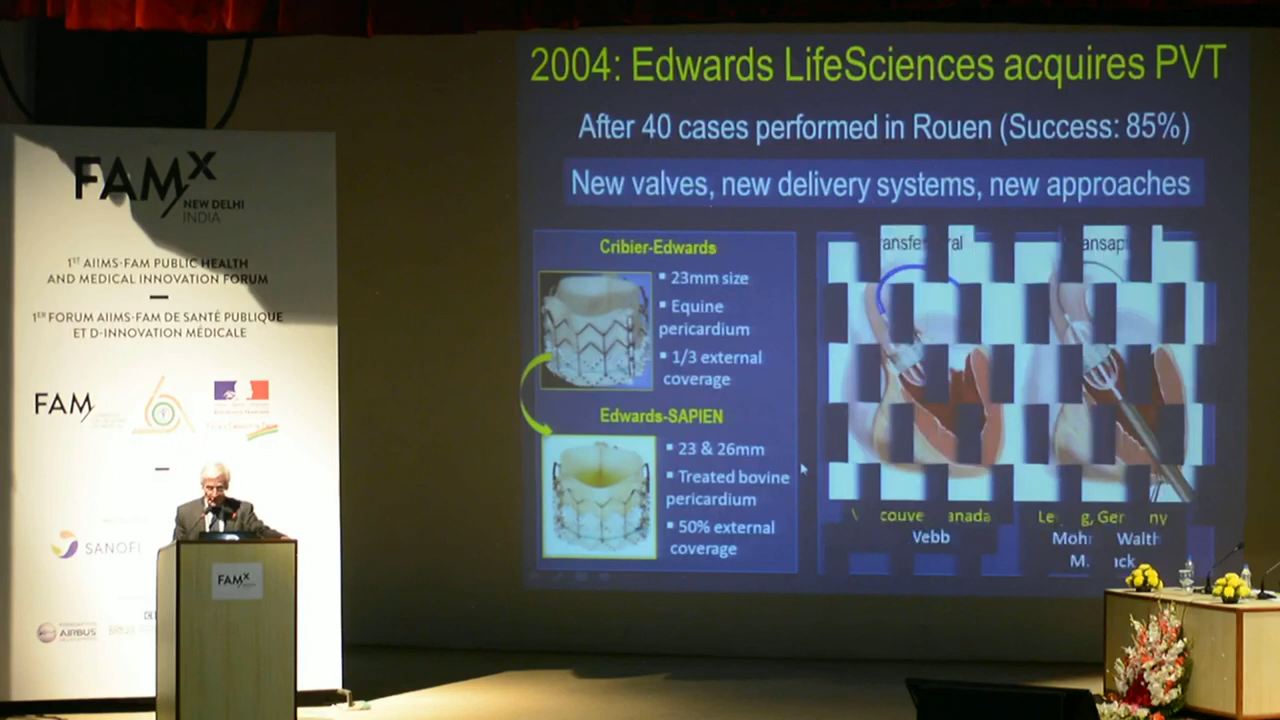 2004: Edwards LifeSciences acquires PVT
After 40 cases performed in Rouen (Success: 85%)
New valves, new delivery systems, new approaches
Cribier-Edwards
▪ 23mm size
▪ Equine
pericardium
▪ 1/3 external
coverage
Edwards-SAPIEN
▪ 23 & 26mm
▪ Treated bovine
pericardium
▪ 50% external
coverage
FAMx
NEW DELHI
INDIA
1ST AIIMS-FAM PUBLIC HEALTH
AND MEDICAL INNOVATION FORUM
1ER FORUM AIIMS-FAM DE SANTÉ PUBLIQUE
ET D-INNOVATION MÉDICALE
FAM
SANOFI
AIRBUS
FAMx